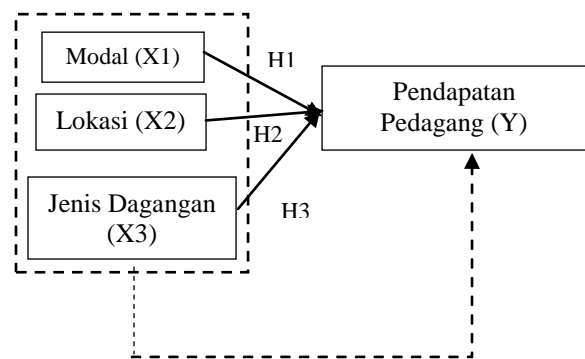 Modal (X1)
H1
Lokasi (X2)
H2
Jenis Dagangan
(X3)
H3
Pendapatan
Pedagang (Y)